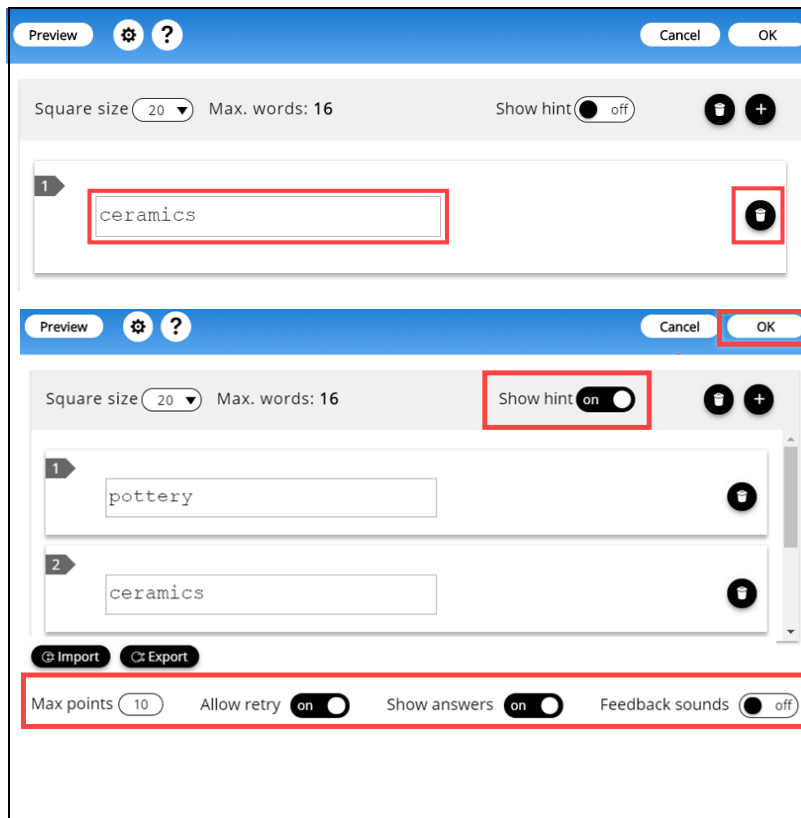 Preview ? Cancel OK
Square size 20 Max. words: 16 Show hint off +
1
ceramics
Preview ? Cancel OK
Square size 20 Max. words: 16 Show hint on +
1
pottery
2
ceramics
Import Export
Max points 10 Allow retry on Show answers on Feedback sounds off